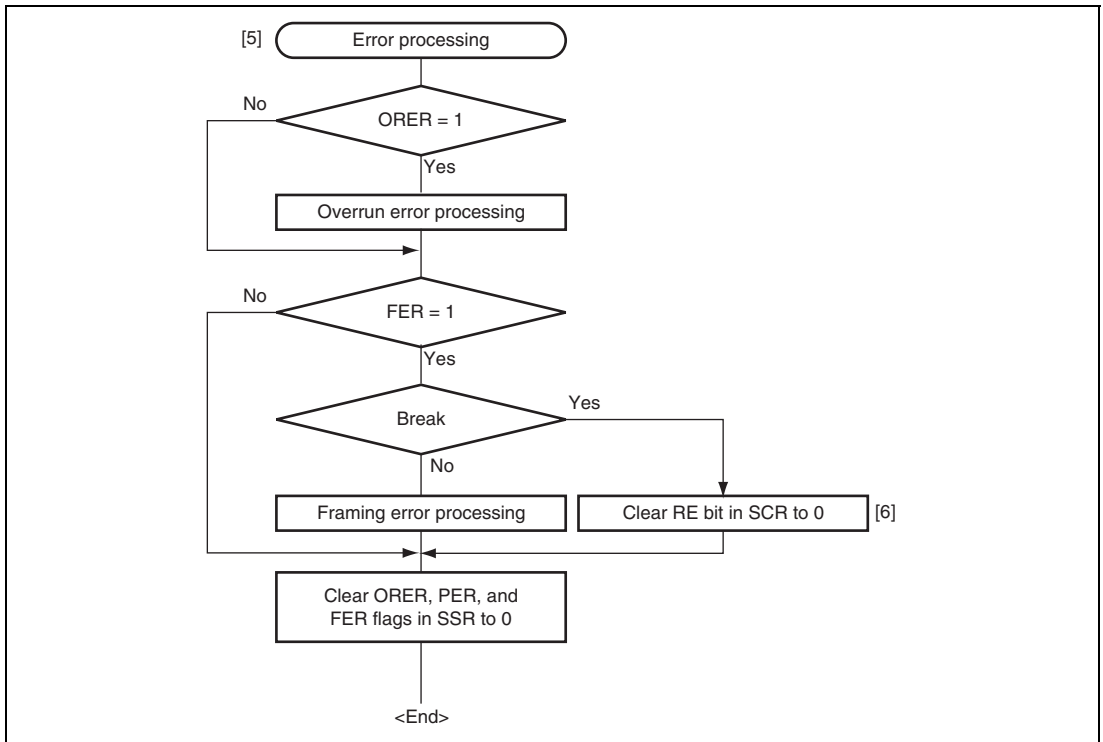 [5]
Error processing
No
ORER = 1
Yes
Overrun error processing
No
FER = 1
Yes
Break
Yes
No
Framing error processing
Clear RE bit in SCR to 0
[6]
Clear ORER, PER, and
FER flags in SSR to 0
<End>